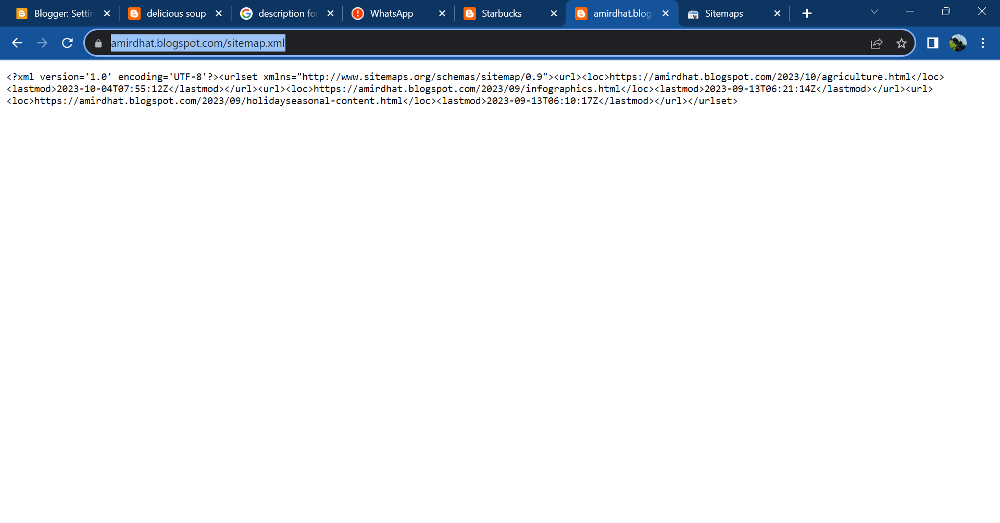 Blogger: Settin
delicious soup
description fo
WhatsApp
Starbucks
amirdhat.blog
Sitemaps
amirdhat.blogspot.com/sitemap.xml
<?xml version='1.0' encoding='UTF-8'?><urlset xmlns="http://www.sitemaps.org/schemas/sitemap/0.9"><url><loc>https://amirdhat.blogspot.com/2023/10/agriculture.html</loc>
<lastmod>2023-10-04T07:55:12Z</lastmod></url><url><loc>https://amirdhat.blogspot.com/2023/09/infographics.html</loc><lastmod>2023-09-13T06:21:14Z</lastmod></url><url>
<loc>https://amirdhat.blogspot.com/2023/09/holidayseasonal-content.html</loc><lastmod>2023-09-13T06:10:17Z</lastmod></url></urlset>